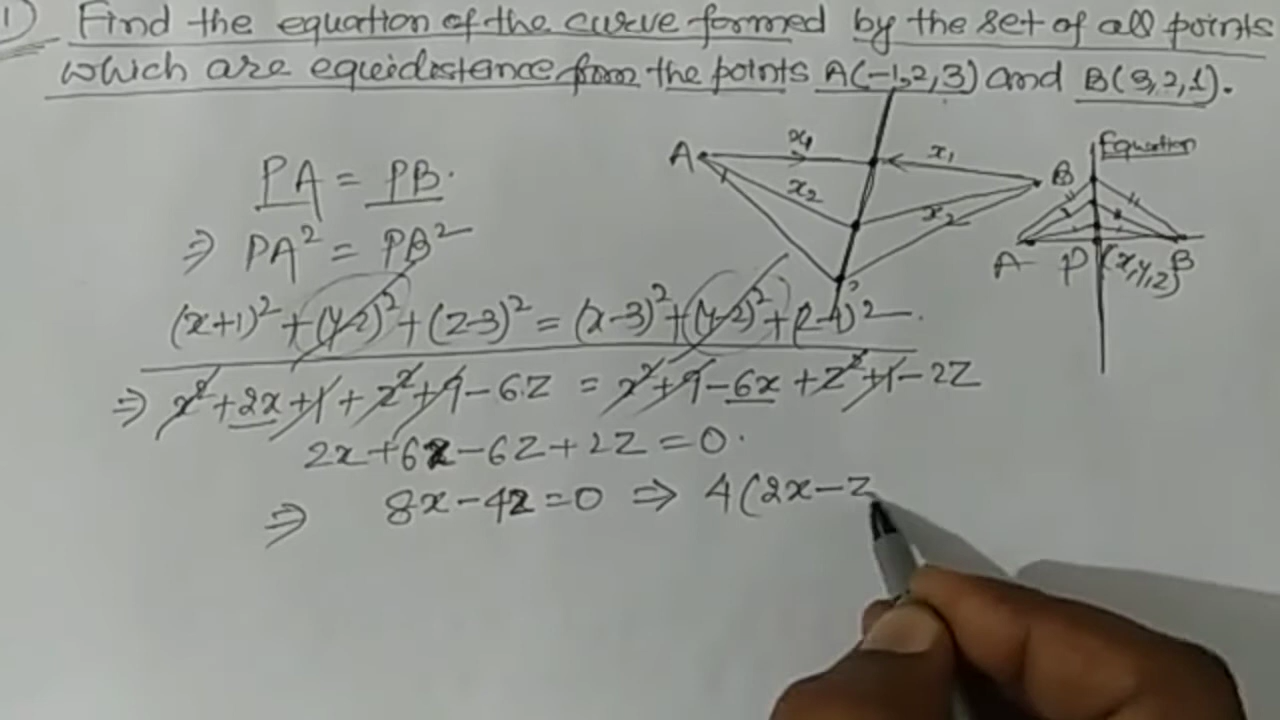 1) Find the equation of the curve formed by the set of all points
which are equidistance from the points A(-1,2,3) and B(3,2,1).
PA = PB.
⇒ PA² = PB²
(x+1)²+(y-2)²+(z-3)² = (x-3)²+(y-2)²+(z-1)².
⇒ x²+2x+1+z²+9-6z = x²+9-6x+z²+1-2z
2x+6x-6z+2z=0.
⇒ 8x-4z=0 ⇒ 4(2x-z
A x₁ x₁ B
x₂ x₂
Equation
A P(x,y,z) B